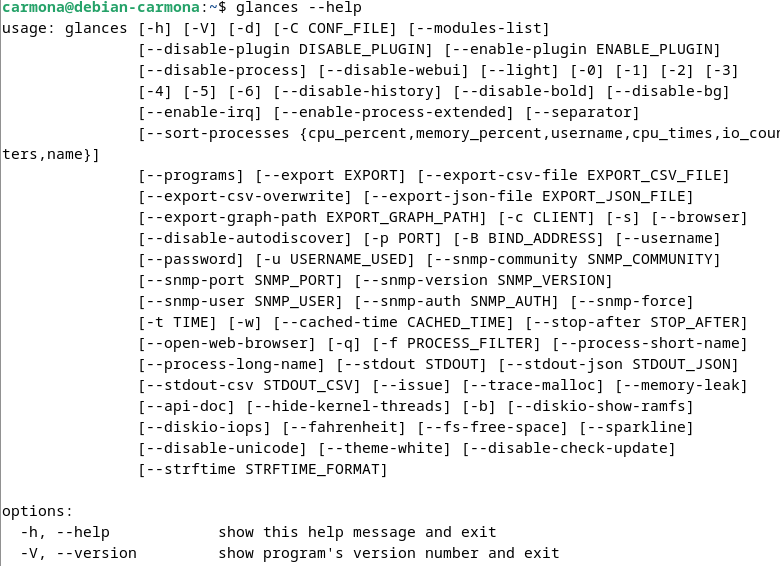 carmona@debian-carmona:~$ glances --help
usage: glances [-h] [-V] [-d] [-C CONF_FILE] [--modules-list]
               [--disable-plugin DISABLE_PLUGIN] [--enable-plugin ENABLE_PLUGIN]
               [--disable-process] [--disable-webui] [--light] [-0] [-1] [-2] [-3]
               [-4] [-5] [-6] [--disable-history] [--disable-bold] [--disable-bg]
               [--enable-irq] [--enable-process-extended] [--separator]
               [--sort-processes {cpu_percent,memory_percent,username,cpu_times,io_coun
ters,name}]
               [--programs] [--export EXPORT] [--export-csv-file EXPORT_CSV_FILE]
               [--export-csv-overwrite] [--export-json-file EXPORT_JSON_FILE]
               [--export-graph-path EXPORT_GRAPH_PATH] [-c CLIENT] [-s] [--browser]
               [--disable-autodiscover] [-p PORT] [-B BIND_ADDRESS] [--username]
               [--password] [-u USERNAME_USED] [--snmp-community SNMP_COMMUNITY]
               [--snmp-port SNMP_PORT] [--snmp-version SNMP_VERSION]
               [--snmp-user SNMP_USER] [--snmp-auth SNMP_AUTH] [--snmp-force]
               [-t TIME] [-w] [--cached-time CACHED_TIME] [--stop-after STOP_AFTER]
               [--open-web-browser] [-q] [-f PROCESS_FILTER] [--process-short-name]
               [--process-long-name] [--stdout STDOUT] [--stdout-json STDOUT_JSON]
               [--stdout-csv STDOUT_CSV] [--issue] [--trace-malloc] [--memory-leak]
               [--api-doc] [--hide-kernel-threads] [-b] [--diskio-show-ramfs]
               [--diskio-iops] [--fahrenheit] [--fs-free-space] [--sparkline]
               [--disable-unicode] [--theme-white] [--disable-check-update]
               [--strftime STRFTIME_FORMAT]

options:
  -h, --help            show this help message and exit
  -V, --version         show program's version number and exit